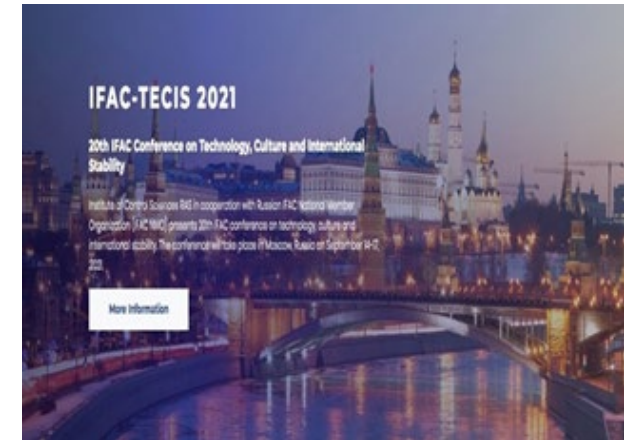 IFAC-TECIS 2021
20th IFAC Conference on Technology, Culture and International
Stability
Institute of Control Sciences RAS in cooperation with Russian IFAC National Member
Organization (IFAC NMO) presents 20th IFAC conference on technology, culture and
international stability. The conference will take place in Moscow, Russia on September 14-17,
2021
More Information